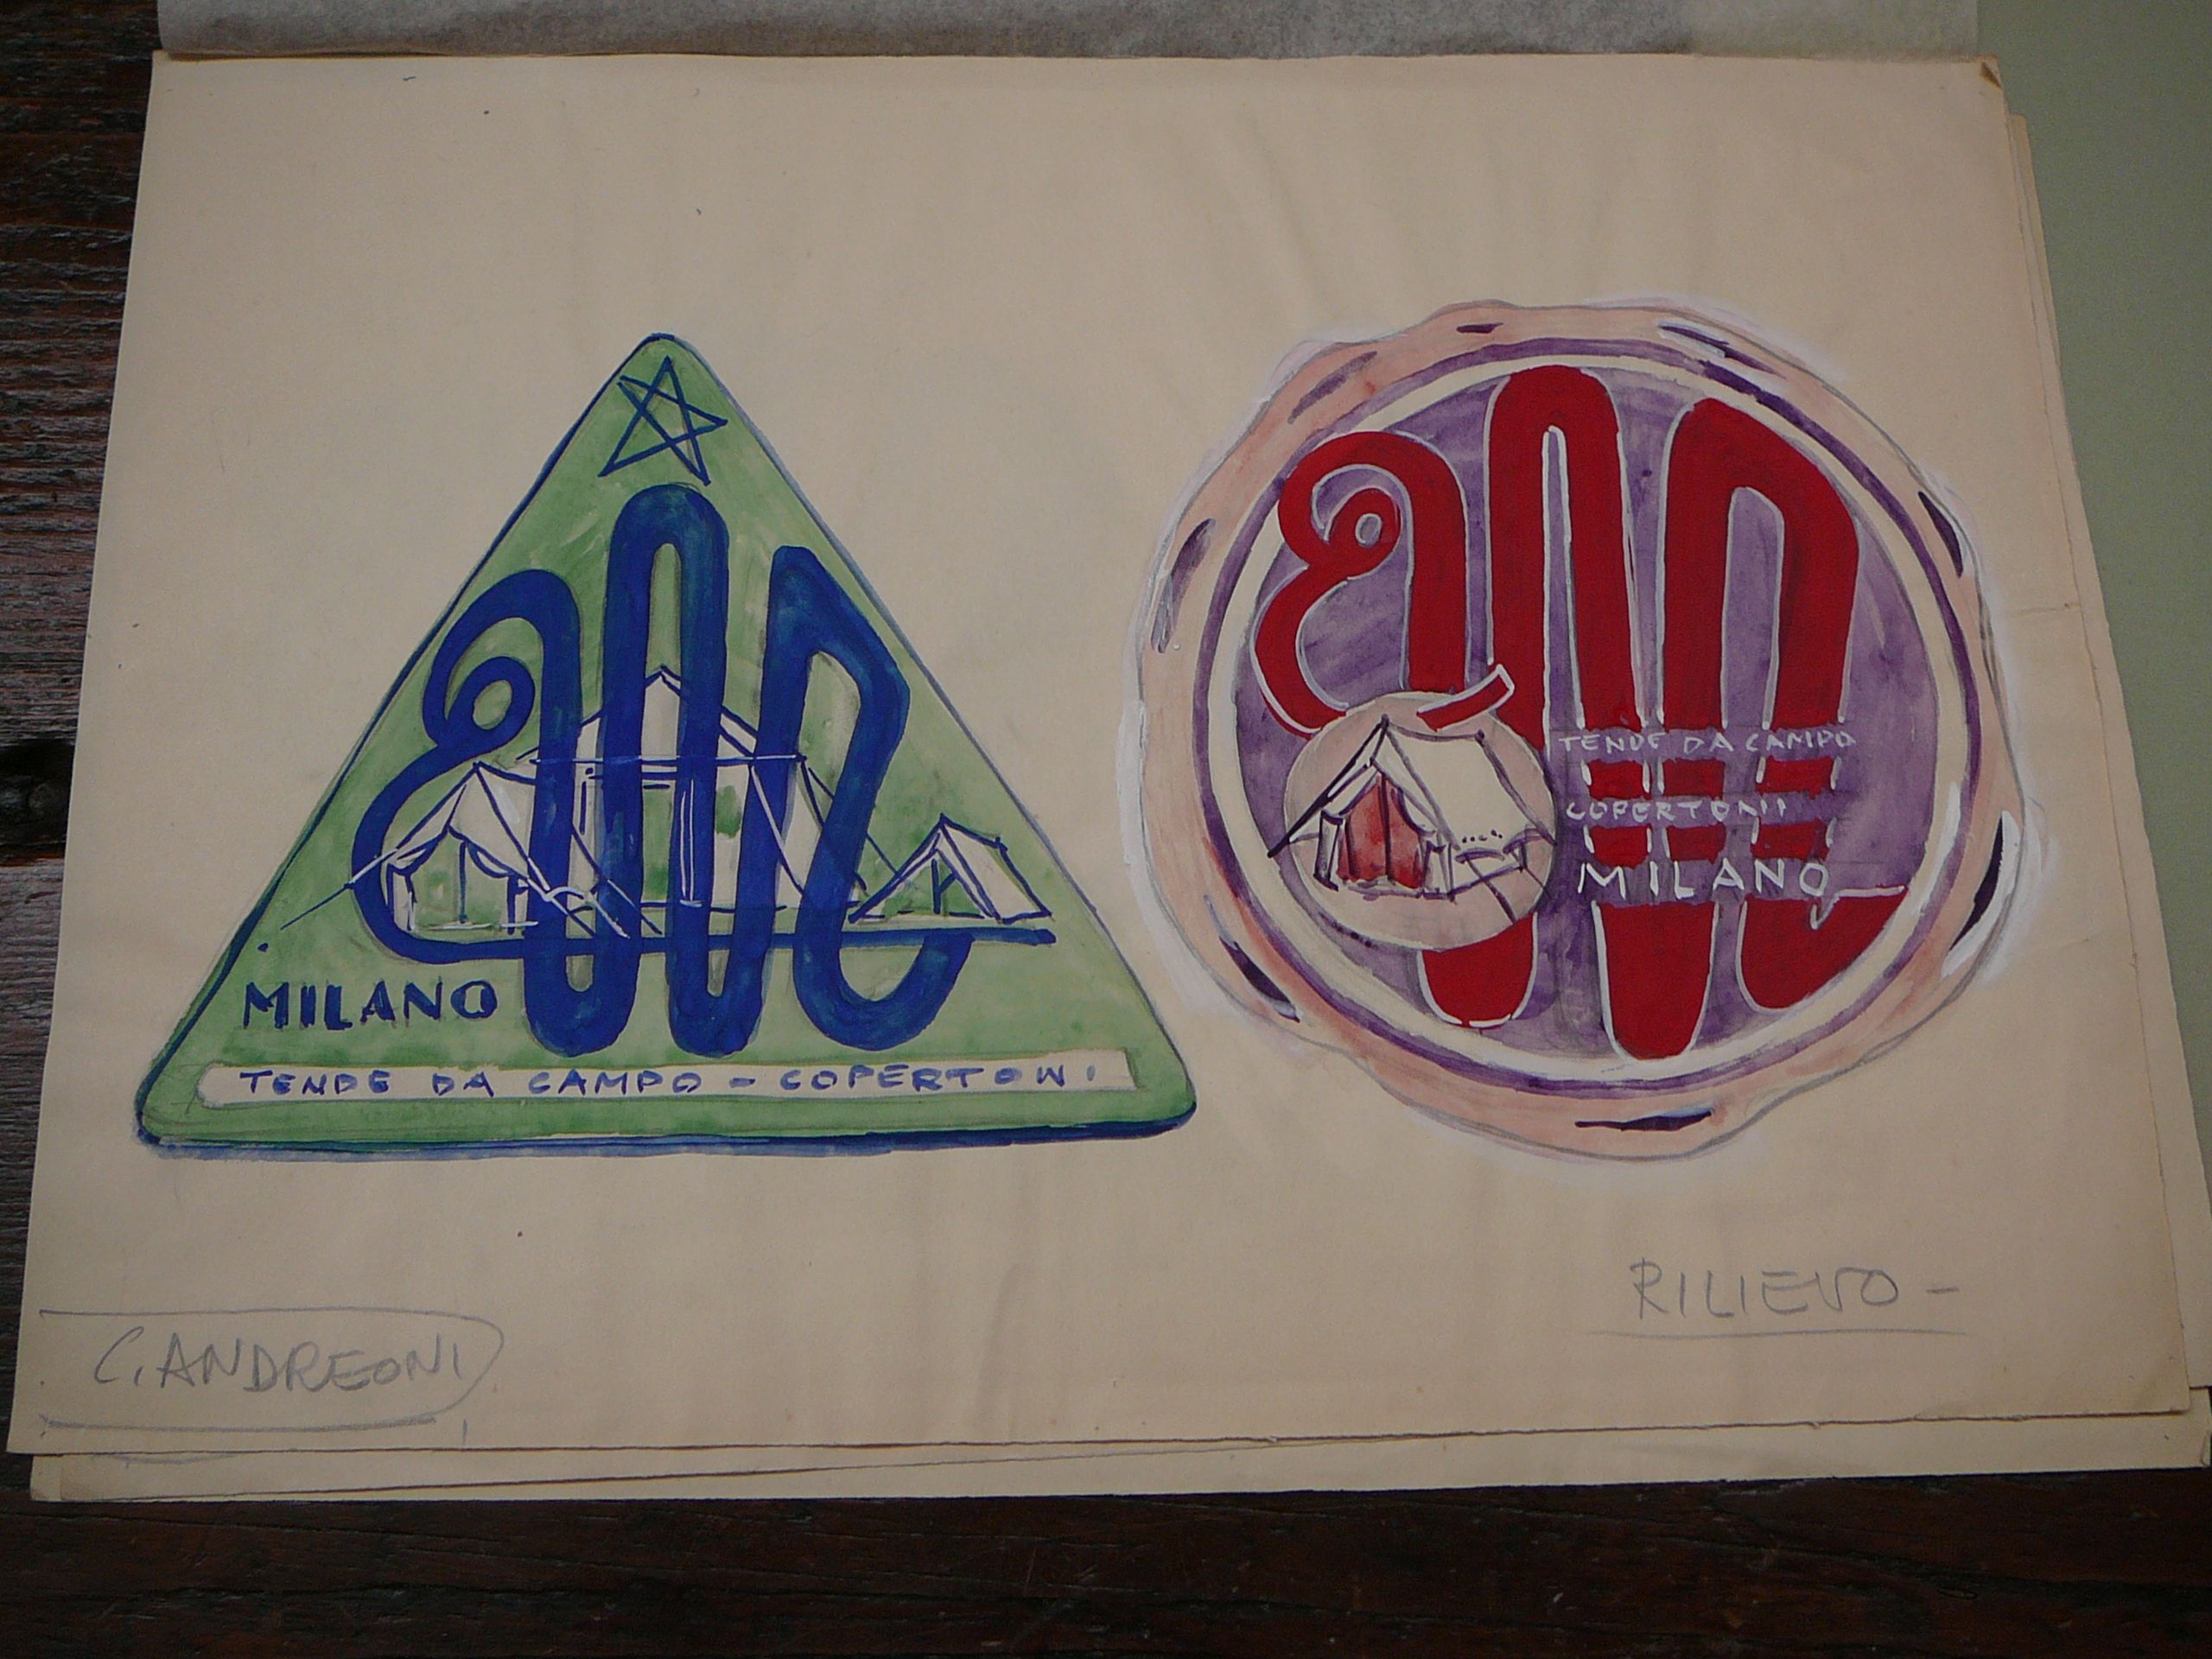 MILANO
TENDE DA CAMPO - COPERTONI
TENDE DA CAMPO
COPERTONI
MILANO
RILIEVO -
C. ANDREONI